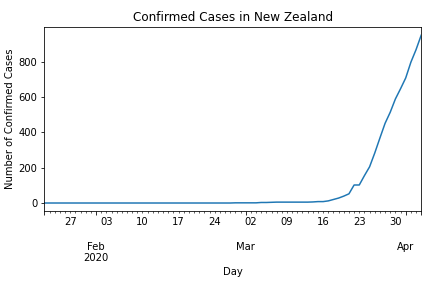 Confirmed Cases in New Zealand
Number of Confirmed Cases
800
600
400
200
0
27 03 10 17 24 02 09 16 23 30
Feb Mar Apr
2020
Day